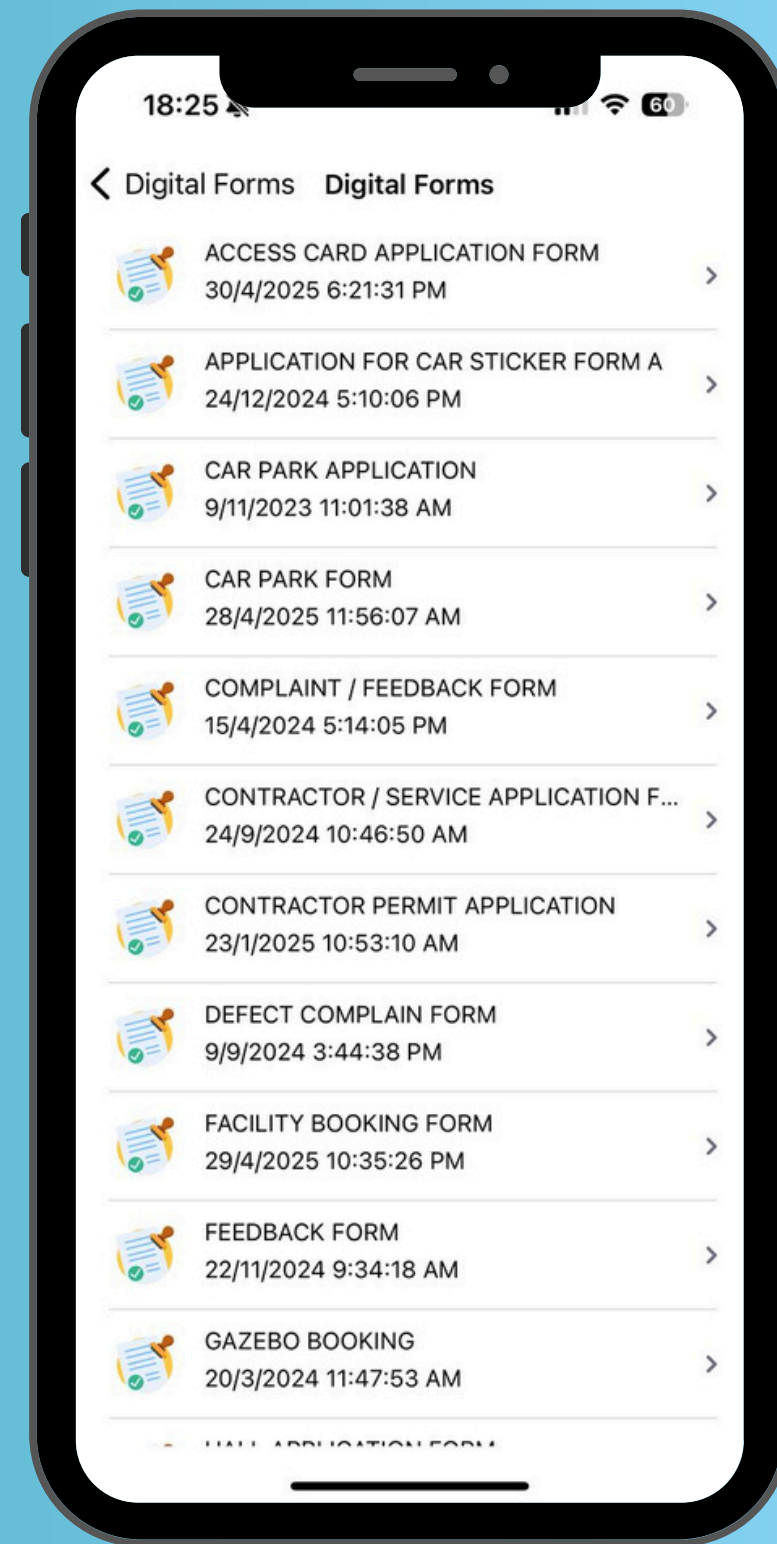 18:25
60
Digital Forms Digital Forms
ACCESS CARD APPLICATION FORM
30/4/2025 6:21:31 PM
APPLICATION FOR CAR STICKER FORM A
24/12/2024 5:10:06 PM
CAR PARK APPLICATION
9/11/2023 11:01:38 AM
CAR PARK FORM
28/4/2025 11:56:07 AM
COMPLAINT / FEEDBACK FORM
15/4/2024 5:14:05 PM
CONTRACTOR / SERVICE APPLICATION F...
24/9/2024 10:46:50 AM
CONTRACTOR PERMIT APPLICATION
23/1/2025 10:53:10 AM
DEFECT COMPLAIN FORM
9/9/2024 3:44:38 PM
FACILITY BOOKING FORM
29/4/2025 10:35:26 PM
FEEDBACK FORM
22/11/2024 9:34:18 AM
GAZEBO BOOKING
20/3/2024 11:47:53 AM
HALL APPLICATION FORM